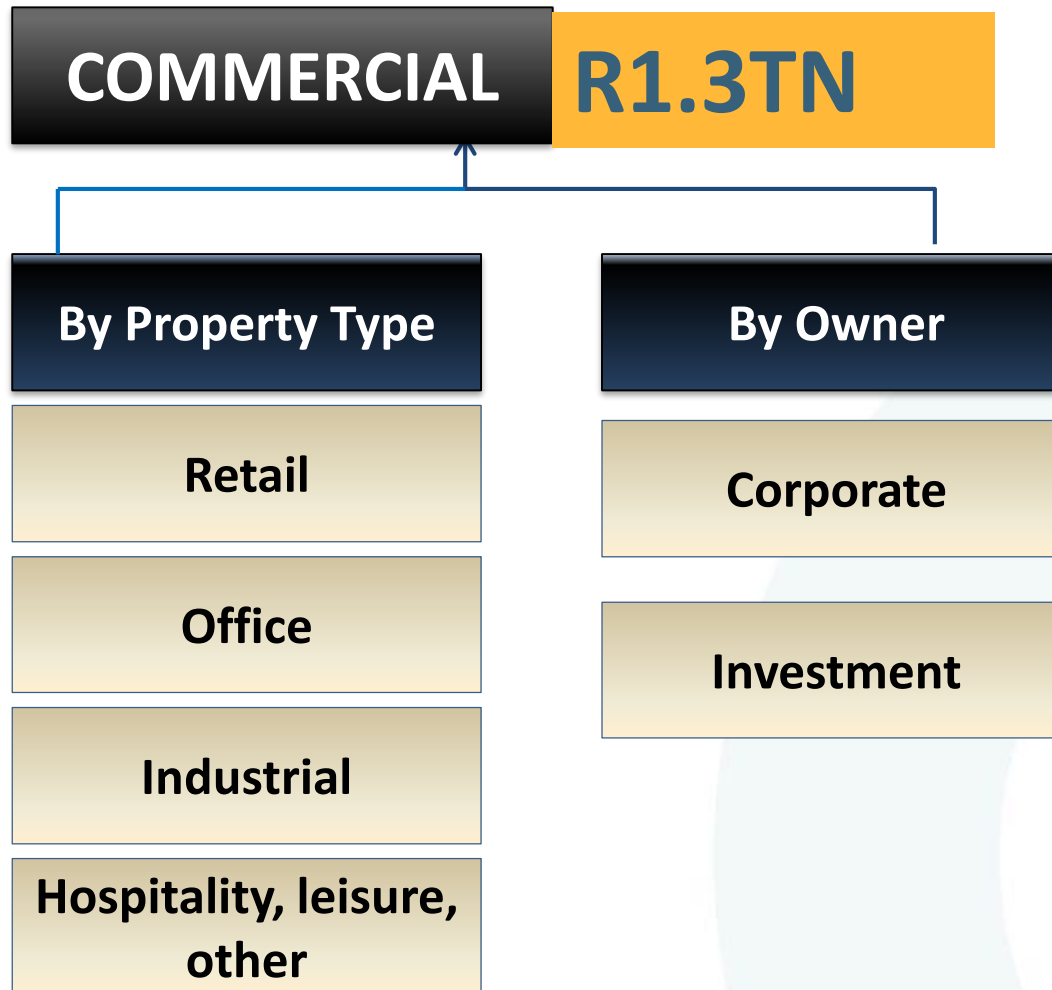 COMMERCIAL
R1.3TN
By Property Type
Retail
Office
Industrial
Hospitality, leisure,
other
By Owner
Corporate
Investment